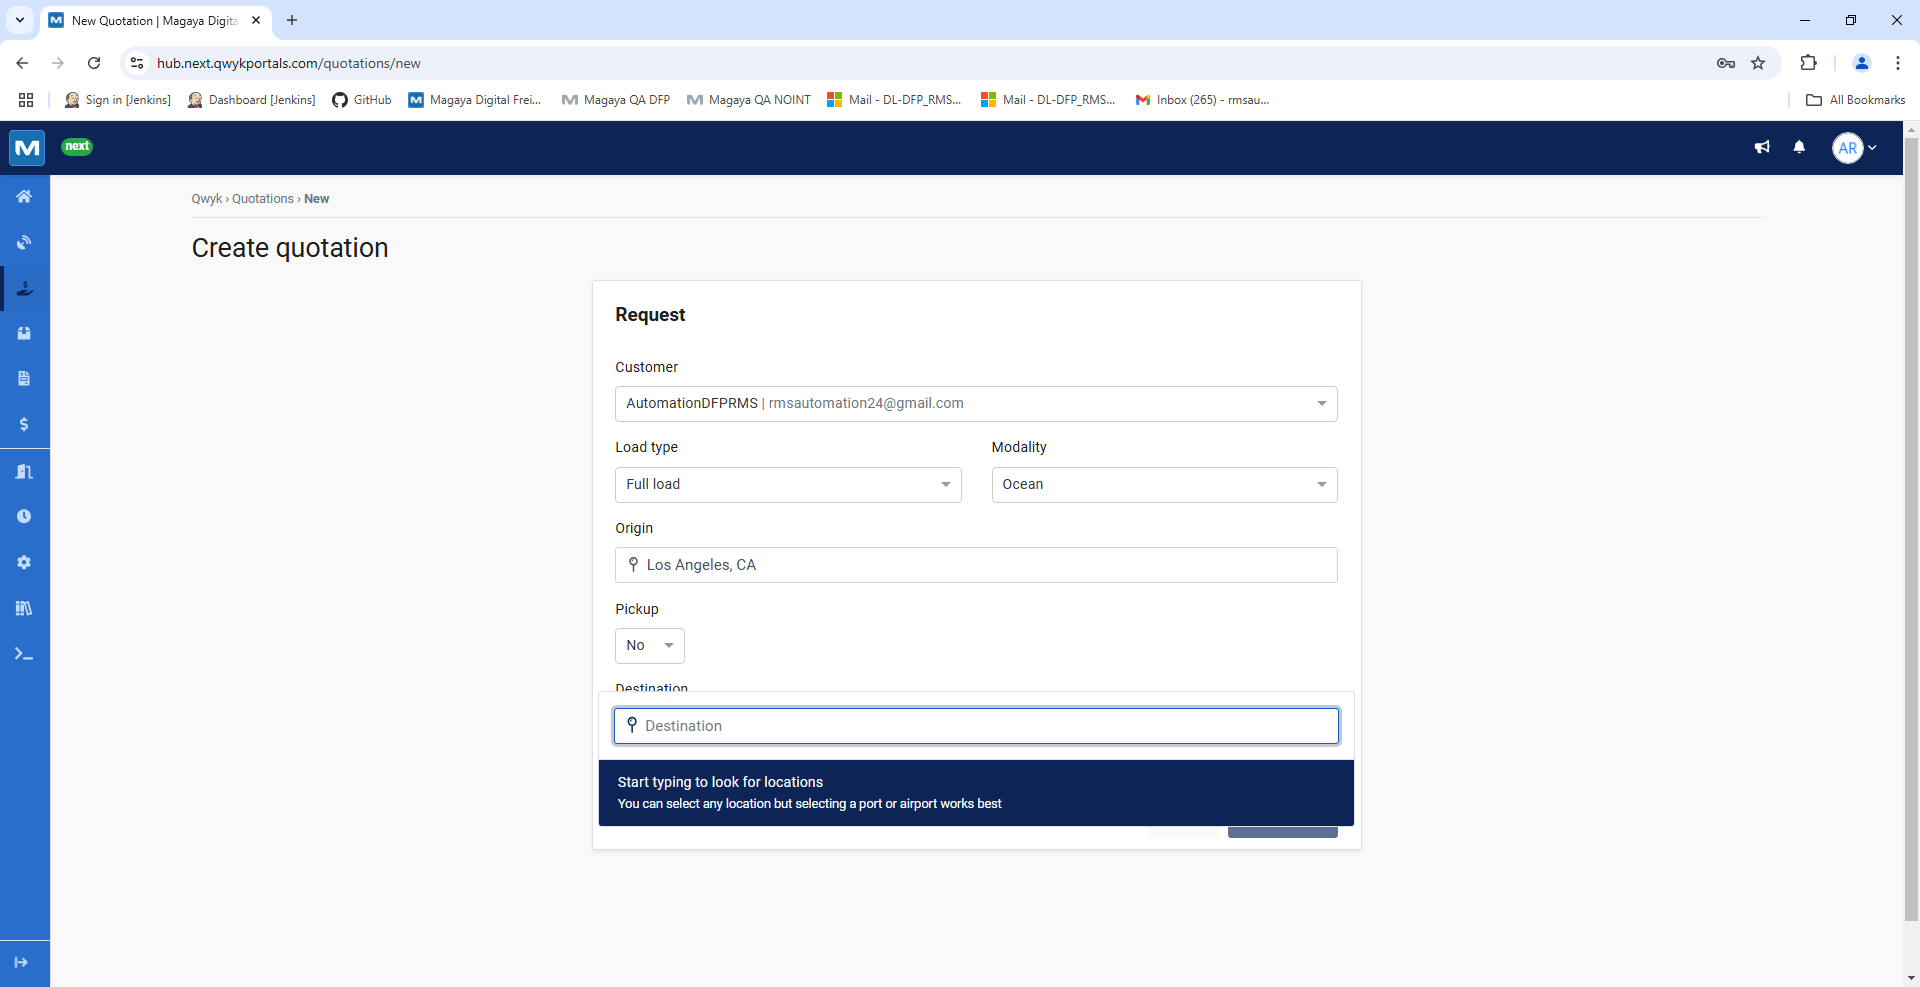 New Quotation | Magaya Digita
hub.next.qwykportals.com/quotations/new
Sign in [Jenkins]
Dashboard [Jenkins]
GitHub
Magaya Digital Frei...
Magaya QA DFP
Magaya QA NOINT
Mail - DL-DFP_RMS...
Mail - DL-DFP_RMS...
Inbox (265) - rmsau...
All Bookmarks
next
AR
Qwyk › Quotations › New
Create quotation
Request
Customer
AutomationDFPRMS | rmsautomation24@gmail.com
Load type
Modality
Full load
Ocean
Origin
Los Angeles, CA
Pickup
No
Destination
Destination
Start typing to look for locations
You can select any location but selecting a port or airport works best